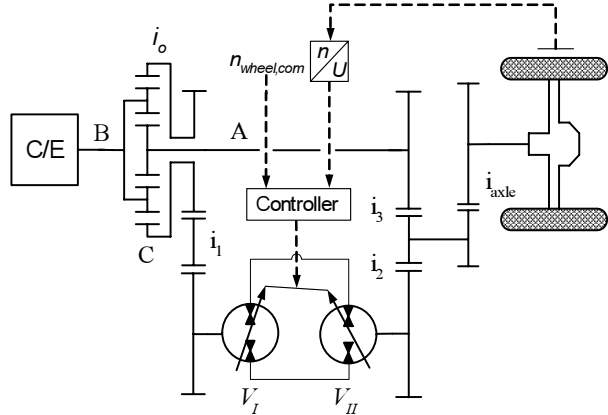 i_o
n_wheel,com
n
U
B
A
C/E
Controller
i_axle
C
i_1
i_3
i_2
V_I
V_II